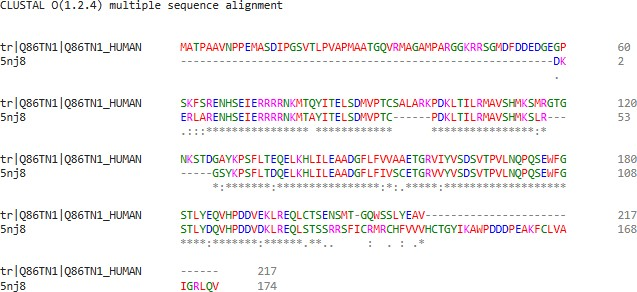 CLUSTAL O(1.2.4) multiple sequence alignment
tr|Q86TN1|Q86TN1_HUMAN MATPAAVNPPEMASDIPGSVTLPVAPMAATGQVRMAGAMPARGGKRRSGMDFDDEDGEGP 60
5nj8 ----------------------------------------------------------DK 2
.
tr|Q86TN1|Q86TN1_HUMAN SKFSRENHSEIERRRRNKMTQYITELSDMVPTCSALARKPDKLTILRMAVSHMKSMRGTG 120
5nj8 ERLARENHSEIERRRRNKMTAYITELSDMVPTC------PDKLTILRMAVSHMKSLR--- 53
.:::**************** ************      ****************:*
tr|Q86TN1|Q86TN1_HUMAN NKSTDGAYKPSFLTEQELKHLILEAADGFLFVVAAETGRVIYVSDSVTPVLNQPQSEWFG 180
5nj8 -----GSYKPSFLTDQELKHLILEAADGFLFIVSCETGRVVYVSDSVTPVLNQPQSEWFG 108
*:*******:****************:*:.*****:*******************
tr|Q86TN1|Q86TN1_HUMAN STLYEQVHPDDVEKLREQLCTSENSMT-GQWSSLYEAV---------------------- 217
5nj8 STLYDQVHPDDVDKLREQLSTSSRRSFICRMRCHFVVVHCTGYIKAWPDDDPEAKFCLVA 168
****:*******:******.**..     :  . : .*
tr|Q86TN1|Q86TN1_HUMAN ------ 217
5nj8 IGRLQV 174